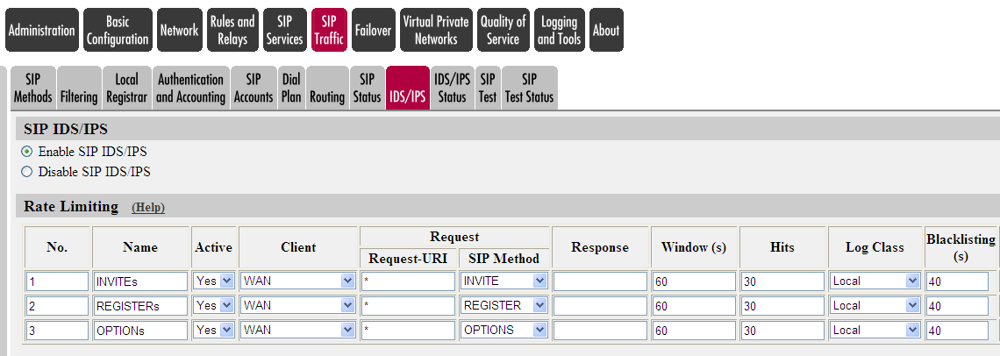 Administration
Basic
Configuration
Network
Rules and
Relays
SIP
Services
SIP
Traffic
Failover
Virtual Private
Networks
Quality of
Service
Logging
and Tools
About
SIP
Methods
Filtering
Local
Registrar
Authentication
and Accounting
SIP
Accounts
Dial
Plan
Routing
SIP
Status
IDS/IPS
IDS/IPS
Status
SIP
Test
SIP
Test Status
SIP IDS/IPS
Enable SIP IDS/IPS
Disable SIP IDS/IPS
Rate Limiting (Help)
No. Name Active Client Request Response Window (s) Hits Log Class Blacklisting (s)
Request-URI SIP Method
1 INVITEs Yes WAN * INVITE 60 30 Local 40
2 REGISTERs Yes WAN * REGISTER 60 30 Local 40
3 OPTIONs Yes WAN * OPTIONS 60 30 Local 40